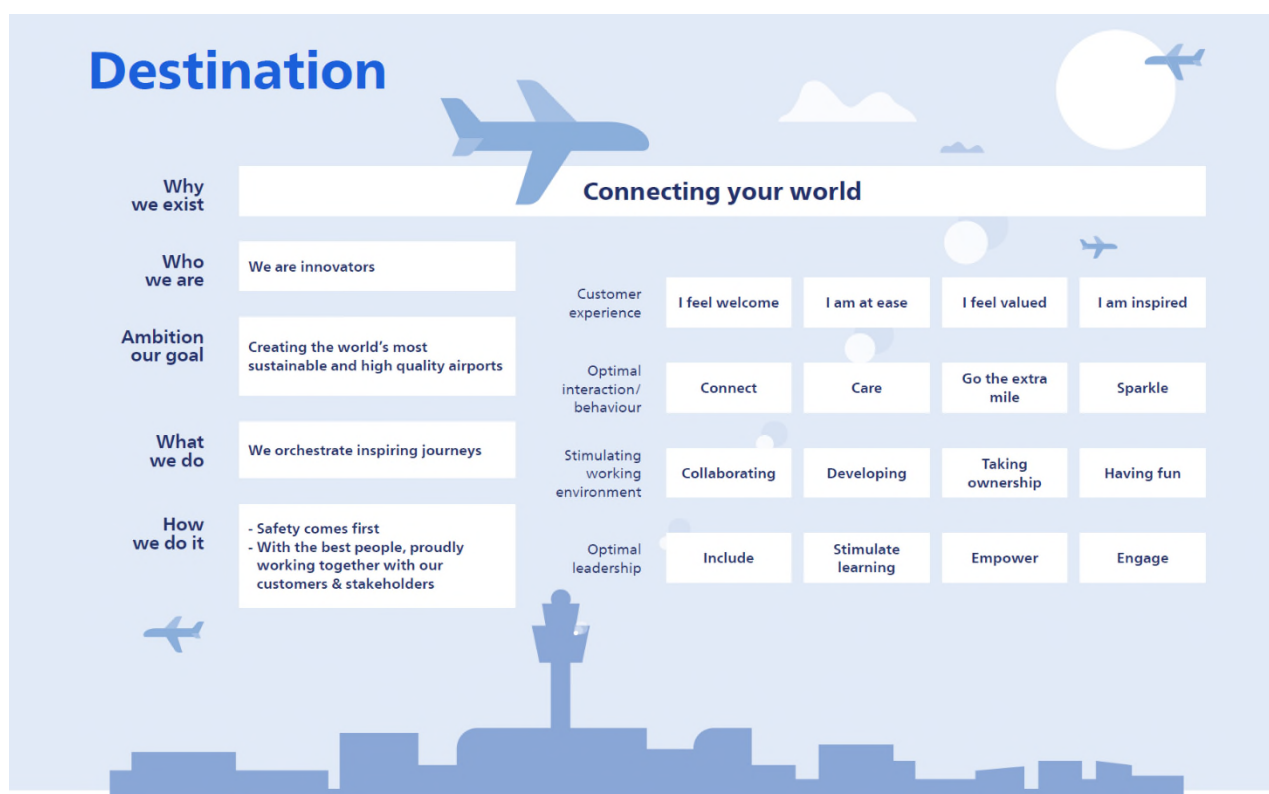 Destination
Why
we exist
Connecting your world
Who
we are
We are innovators
Ambition
our goal
Creating the world's most
sustainable and high quality airports
What
we do
We orchestrate inspiring journeys
How
we do it
- Safety comes first
- With the best people, proudly
working together with our
customers & stakeholders
Customer
experience
I feel welcome
I am at ease
I feel valued
I am inspired
Optimal
interaction/
behaviour
Connect
Care
Go the extra
mile
Sparkle
Stimulating
working
environment
Collaborating
Developing
Taking
ownership
Having fun
Optimal
leadership
Include
Stimulate
learning
Empower
Engage